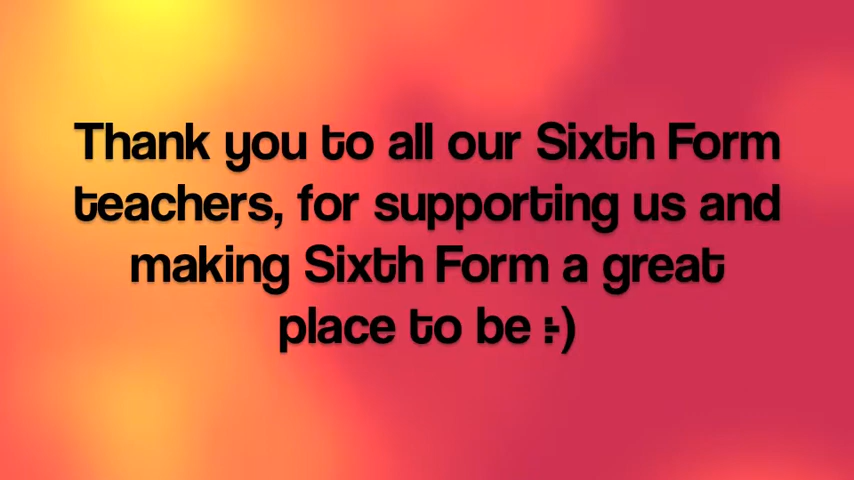 Thank you to all our Sixth Form
teachers, for supporting us and
making Sixth Form a great
place to be :-)